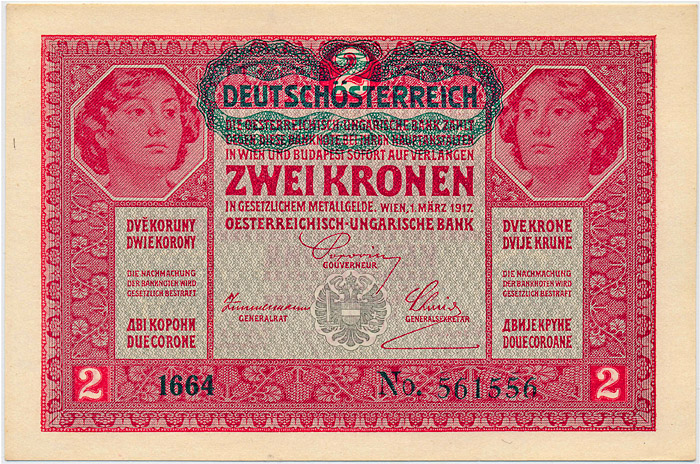 2
DEUTSCHÖSTERREICH
DIE OESTERREICHISCH-UNGARISCHE BANK ZAHLT
GEGEN DIESE BANKNOTE BEI IHREN HAUPTANSTALTEN
IN WIEN UND BUDAPEST SOFORT AUF VERLANGEN
ZWEI KRONEN
IN GESETZLICHEM METALLGELDE. WIEN, 1. MÄRZ 1917.
OESTERREICHISCH-UNGARISCHE BANK
Popovics
GOUVERNEUR
Zimmermann
GENERALRAT
GENERALSEKRETÄR
DVĚ KORUNY
DWIE KORONY
DIE NACHMACHUNG
DER BANKNOTEN WIRD
GESETZLICH BESTRAFT
ДВІ КОРОНИ
DUE CORONE
DVE KRONE
DVIJE KRUNE
DIE NACHMACHUNG
DER BANKNOTEN WIRD
GESETZLICH BESTRAFT
ДВИЈЕ КРУНЕ
DOUE COROANE
2
1664
No. 561556
2